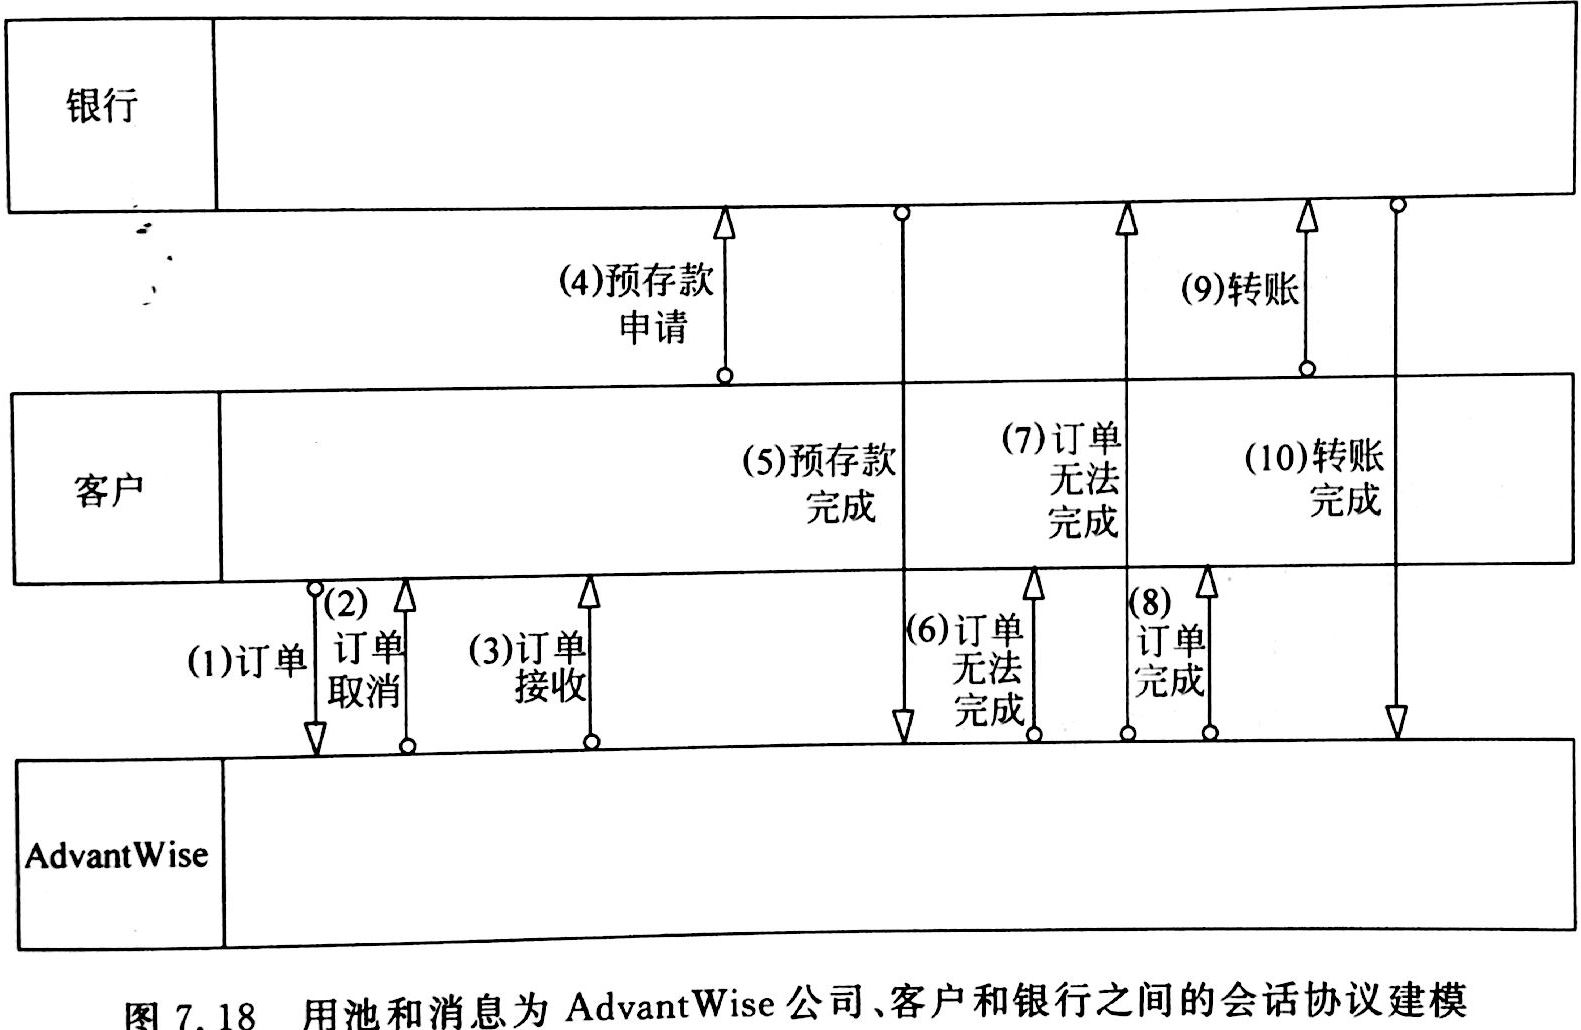 银行
(4)预存款
申请
(9)转账
客户
(5)预存款
完成
(7)订单
无法
完成
(10)转账
完成
(1)订单
(2)
订单
取消
(3)订单
接收
(6)订单
无法
完成
(8)
订单
完成
AdvantWise
图 7.18 用池和消息为 AdvantWise 公司、客户和银行之间的会话协议建模